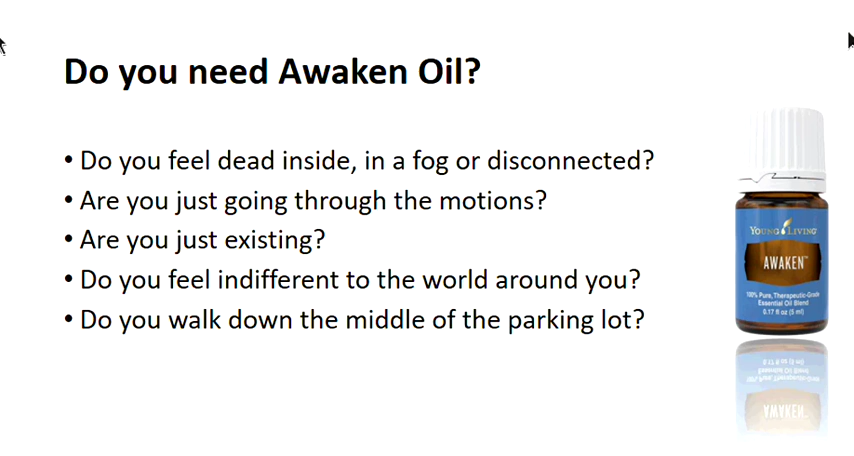 Do you need Awaken Oil?
• Do you feel dead inside, in a fog or disconnected?
• Are you just going through the motions?
• Are you just existing?
• Do you feel indifferent to the world around you?
• Do you walk down the middle of the parking lot?
YOUNG LIVING
AWAKEN™
100% Pure, Therapeutic-Grade
Essential Oil Blend
0.17 fl oz (5 ml)